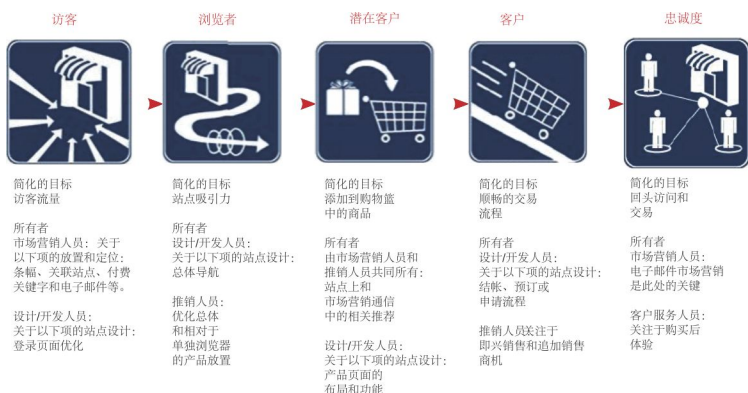 访客
浏览者
潜在客户
客户
忠诚度
简化的目标
访客流量
所有者
市场营销人员：关于
以下项的放置和定位：
条幅、关联站点、付费
关键字和电子邮件等。
设计/开发人员：
关于以下项的站点设计：
登录页面优化
简化的目标
站点吸引力
所有者
设计/开发人员：
关于以下项的站点设计：
总体导航
推销人员：
优化总体
和相对于
单独浏览器
的产品放置
简化的目标
添加到购物篮
中的商品
所有者
由市场营销人员和
推销人员共同所有：
站点上和
市场营销通信
中的相关推荐
设计/开发人员：
关于以下项的站点设计：
产品页面的
布局和功能
简化的目标
顺畅的交易
流程
所有者
设计/开发人员：
关于以下项的站点设计：
结帐、预订或
申请流程
推销人员关注于
即兴销售和追加销售
商机
简化的目标
回头访问和
交易
所有者
市场营销人员：
电子邮件市场营销
是此处的关键
客户服务人员：
关注于购买后
体验